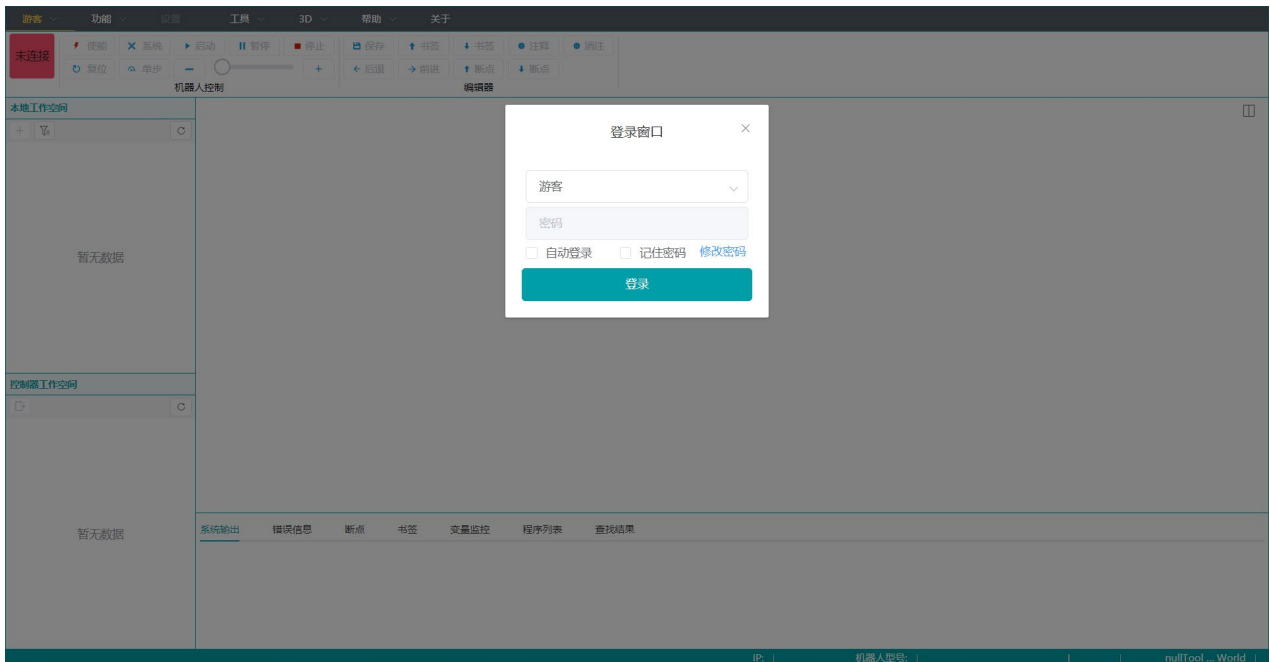 游客 功能 设置 工具 3D 帮助 关于
未连接 使能 系统 启动 暂停 停止 保存 书签 书签 注释 消注
复位 单步 后退 前进 断点 断点
机器人控制 编辑器
本地工作空间
登录窗口
游客
密码
自动登录 记住密码 修改密码
登录
暂无数据
控制器工作空间
暂无数据
系统输出 错误信息 断点 书签 变量监控 程序列表 查找结果
IP: | 机器人型号: | | | nullTool ... World |